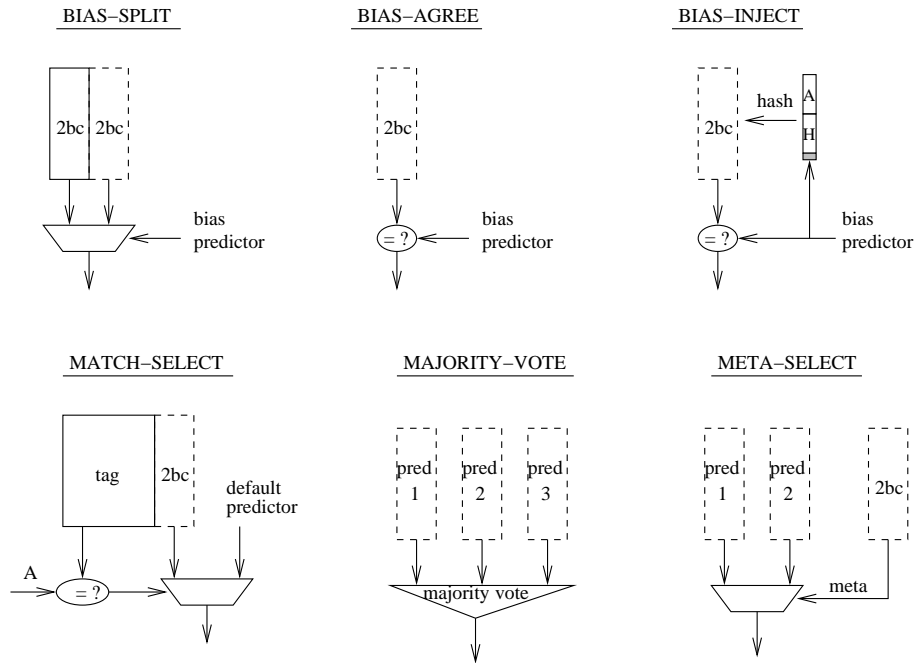 BIAS–SPLIT
BIAS–AGREE
BIAS–INJECT
2bc 2bc
bias
predictor
2bc
= ?
bias
predictor
2bc
hash
A
H
= ?
bias
predictor
MATCH–SELECT
MAJORITY–VOTE
META–SELECT
tag
2bc
default
predictor
A
= ?
pred
1
pred
2
pred
3
majority vote
pred
1
pred
2
2bc
meta